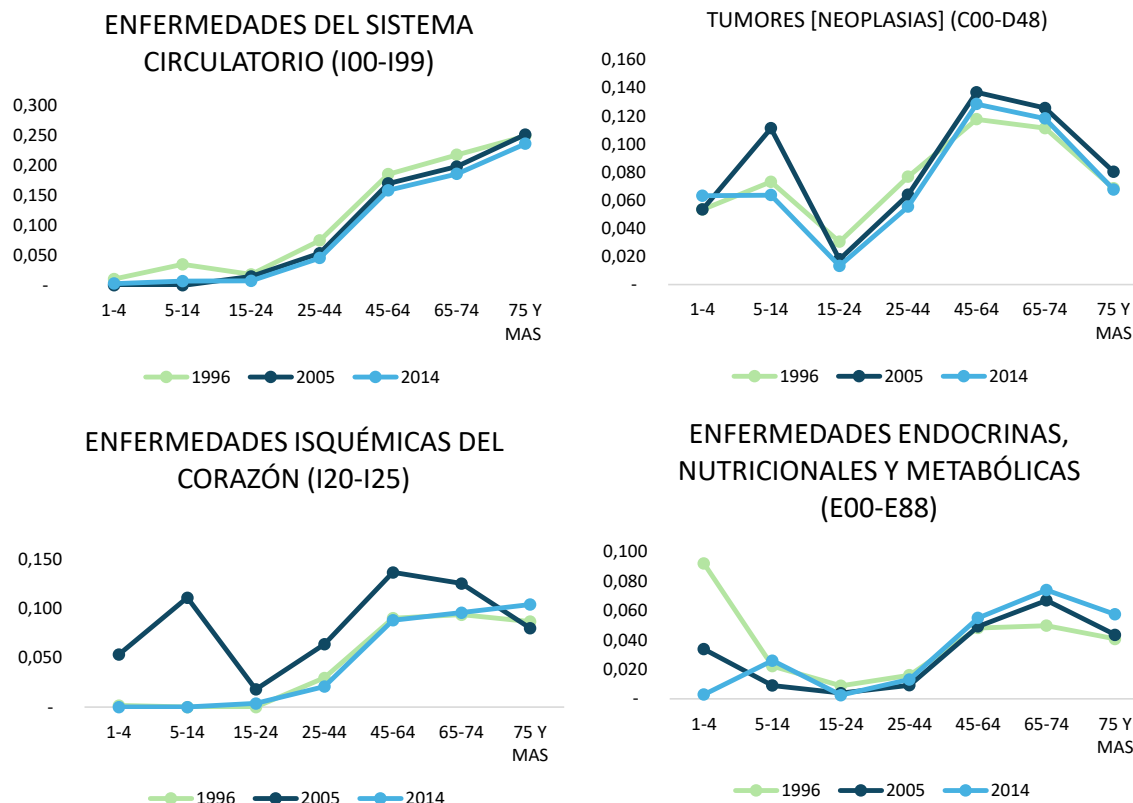 ENFERMEDADES DEL SISTEMA
CIRCULATORIO (I00-I99)
0,300
0,250
0,200
0,150
0,100
0,050
-
1-4 5-14 15-24 25-44 45-64 65-74 75 Y
MAS
1996 2005 2014
TUMORES [NEOPLASIAS] (C00-D48)
0,160
0,140
0,120
0,100
0,080
0,060
0,040
0,020
-
1-4 5-14 15-24 25-44 45-64 65-74 75 Y
MAS
1996 2005 2014
ENFERMEDADES ISQUÉMICAS DEL
CORAZÓN (I20-I25)
0,150
0,100
0,050
-
1-4 5-14 15-24 25-44 45-64 65-74 75 Y
MAS
1996 2005 2014
ENFERMEDADES ENDOCRINAS,
NUTRICIONALES Y METABÓLICAS
(E00-E88)
0,100
0,080
0,060
0,040
0,020
-
1-4 5-14 15-24 25-44 45-64 65-74 75 Y
MAS
1996 2005 2014